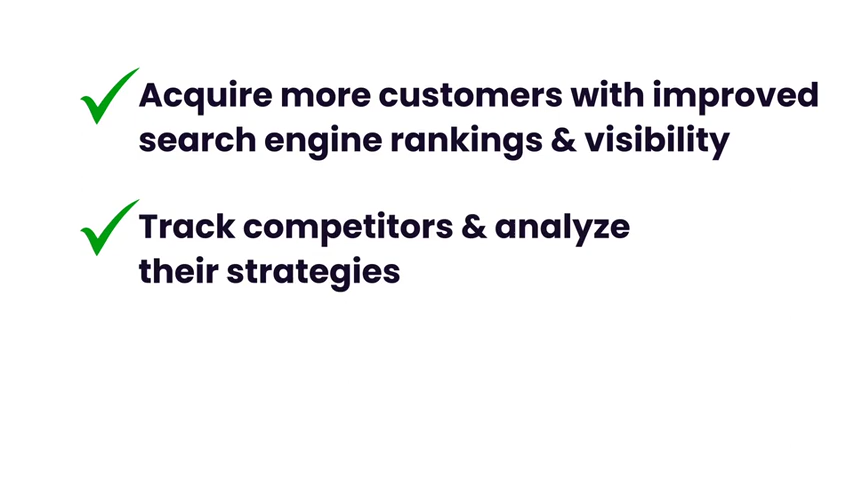 Acquire more customers with improved
search engine rankings & visibility
Track competitors & analyze
their strategies